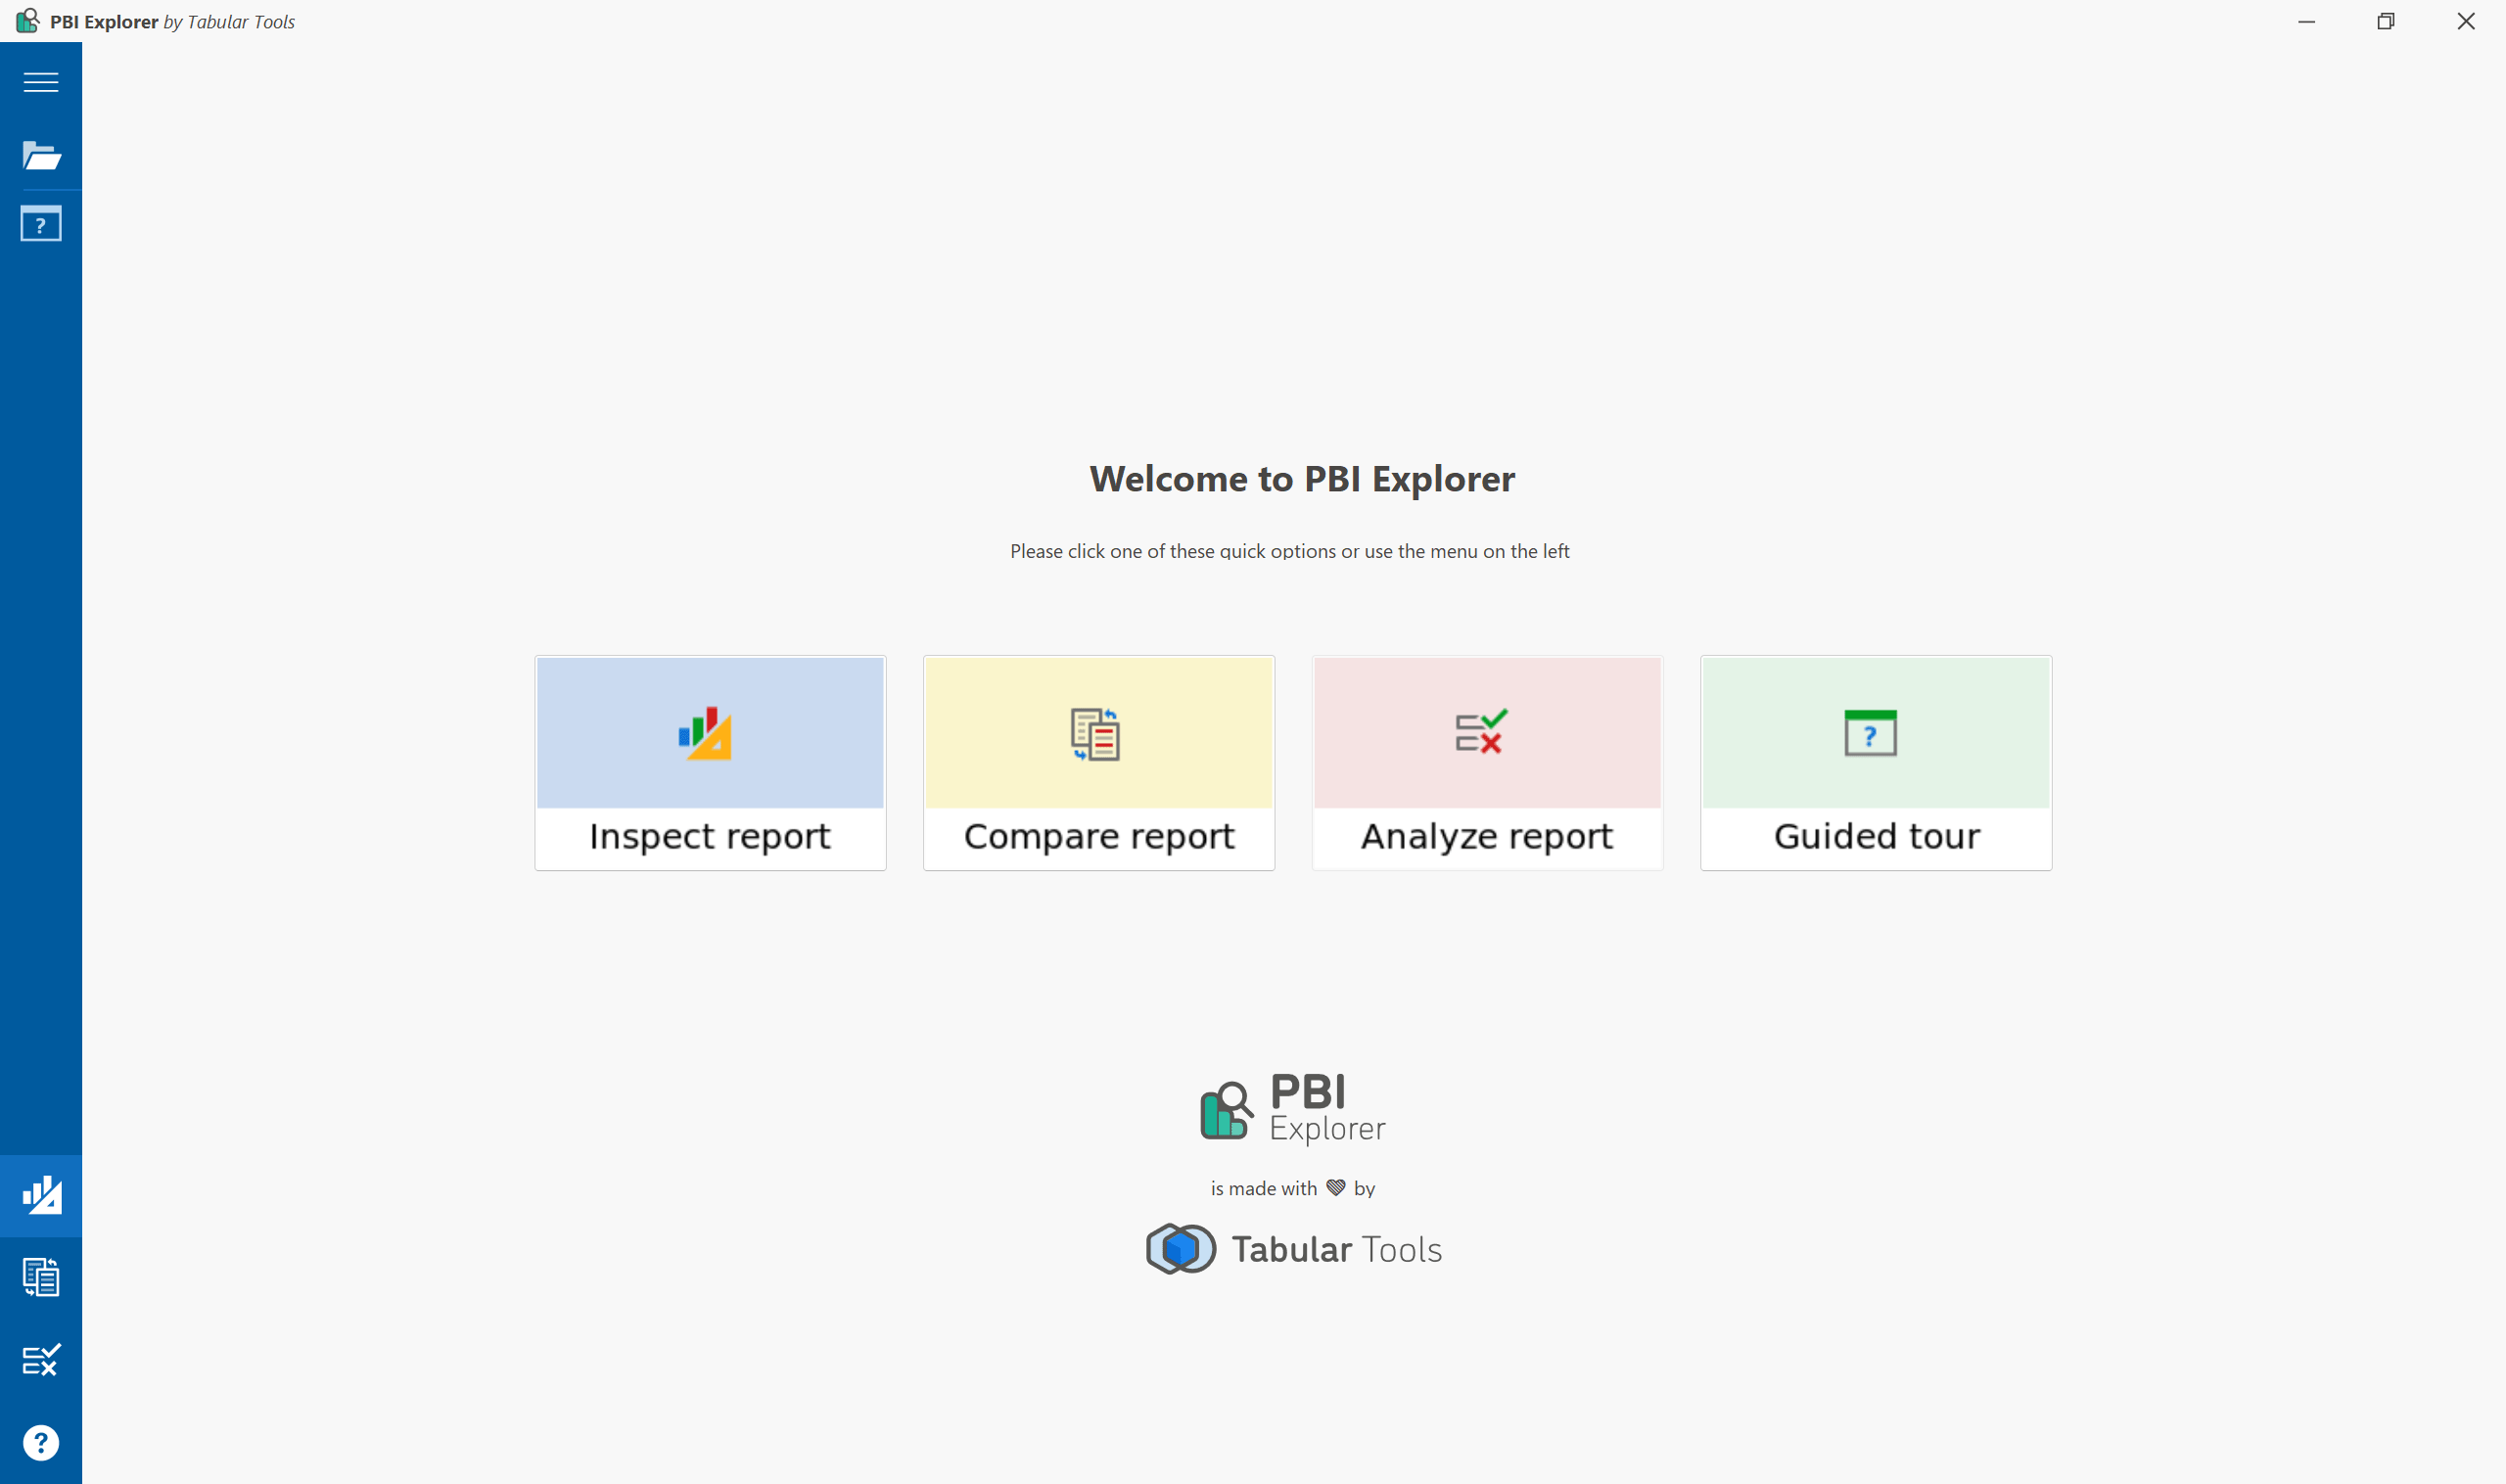 PBI Explorer by Tabular Tools
?
Welcome to PBI Explorer
Please click one of these quick options or use the menu on the left
?
Inspect report
Compare report
Analyze report
Guided tour
PBI
Explorer
is made with by
Tabular Tools
?